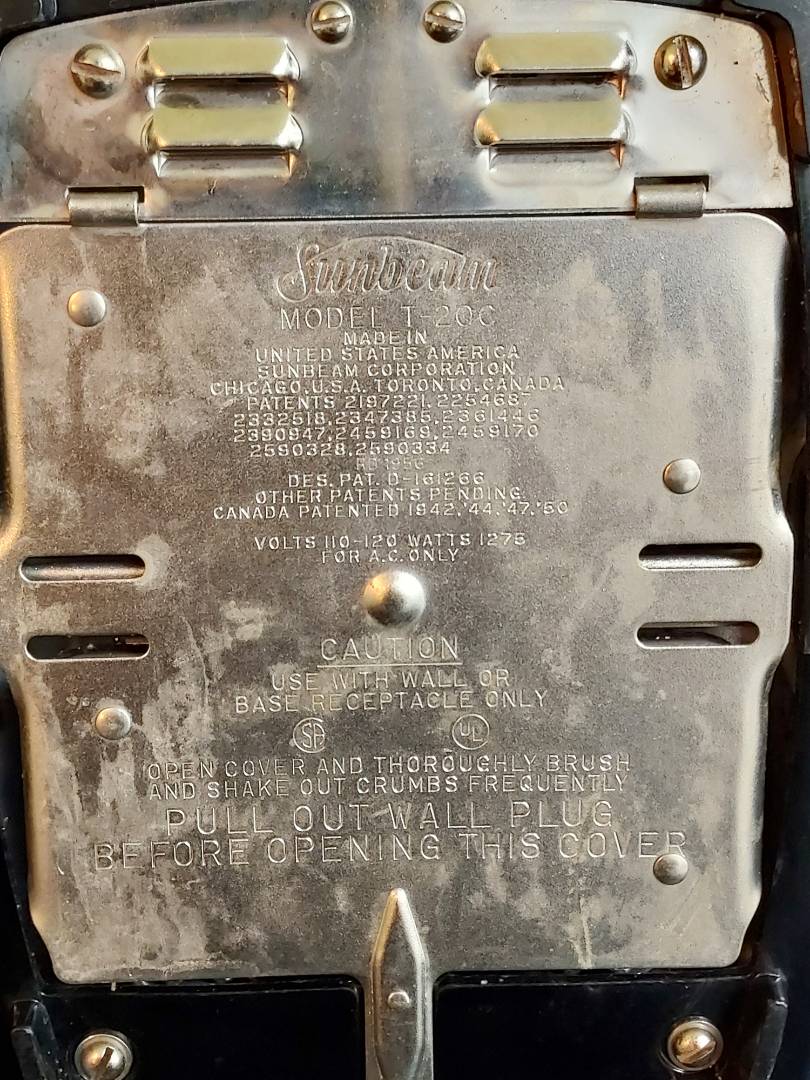 Sunbeam
MODEL T-20C
MADE IN
UNITED STATES AMERICA
SUNBEAM CORPORATION
CHICAGO, U.S.A. TORONTO, CANADA
PATENTS 2197221, 2254687
2332518, 2347385, 2361446
2390947, 2459169, 2459170
2590328, 2590334
DES. PAT. D-161266
OTHER PATENTS PENDING
CANADA PATENTED 1942,'44,'47,'50
VOLTS 110-120 WATTS 1275
FOR A.C. ONLY
CAUTION
USE WITH WALL OR
BASE RECEPTACLE ONLY
SA UL
OPEN COVER AND THOROUGHLY BRUSH
AND SHAKE OUT CRUMBS FREQUENTLY
PULL OUT WALL PLUG
BEFORE OPENING THIS COVER